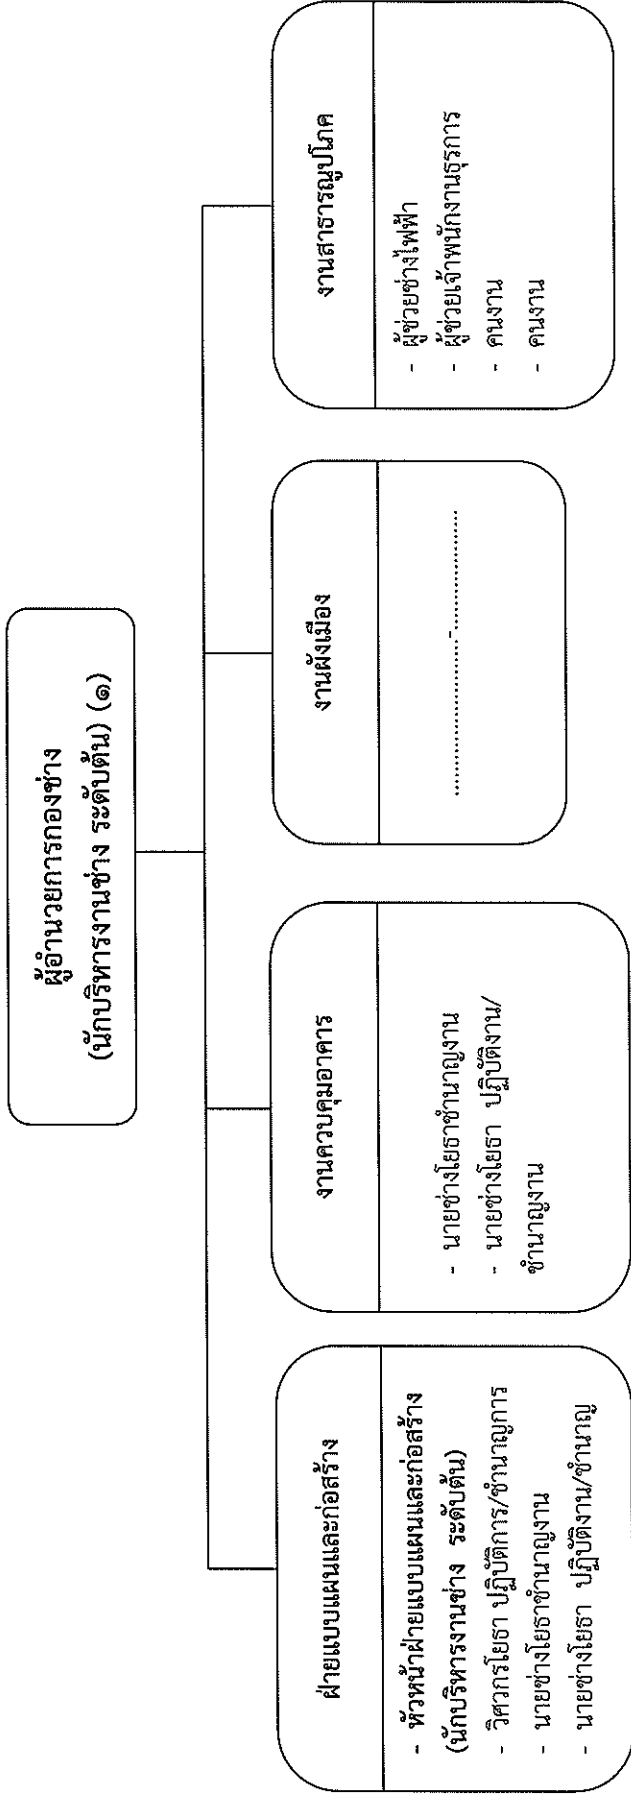 ผู้อำนวยการกองช่าง
(นักบริหารงานช่าง ระดับต้น) (๑)
ฝ่ายแบบแผนและก่อสร้าง
- หัวหน้าฝ่ายแบบแผนและก่อสร้าง
(นักบริหารงานช่าง ระดับต้น)
- วิศวกรโยธา ปฏิบัติการ/ชำนาญการ
- นายช่างโยธาชำนาญงาน
- นายช่างโยธา ปฏิบัติงาน/ชำนาญ
งานควบคุมอาคาร
- นายช่างโยธาชำนาญงาน
- นายช่างโยธา ปฏิบัติงาน/
ชำนาญงาน
งานผังเมือง
..............................-..............................
งานสาธารณูปโภค
- ผู้ช่วยช่างไฟฟ้า
- ผู้ช่วยเจ้าพนักงานธุรการ
- คนงาน
- คนงาน